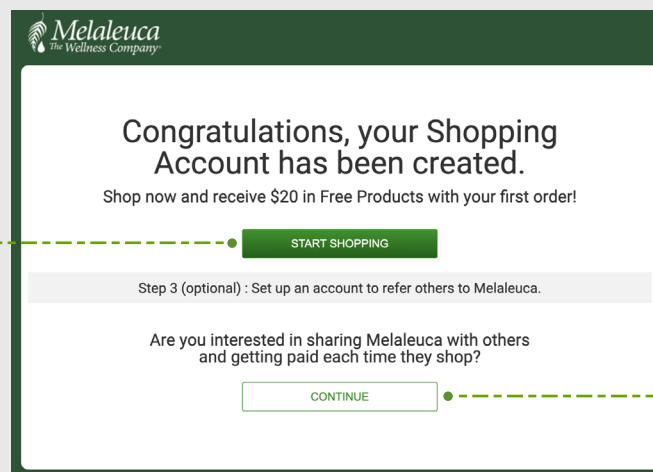 Melaleuca
The Wellness Company
Congratulations, your Shopping
Account has been created.
Shop now and receive $20 in Free Products with your first order!
START SHOPPING
Step 3 (optional) : Set up an account to refer others to Melaleuca.
Are you interested in sharing Melaleuca with others
and getting paid each time they shop?
CONTINUE